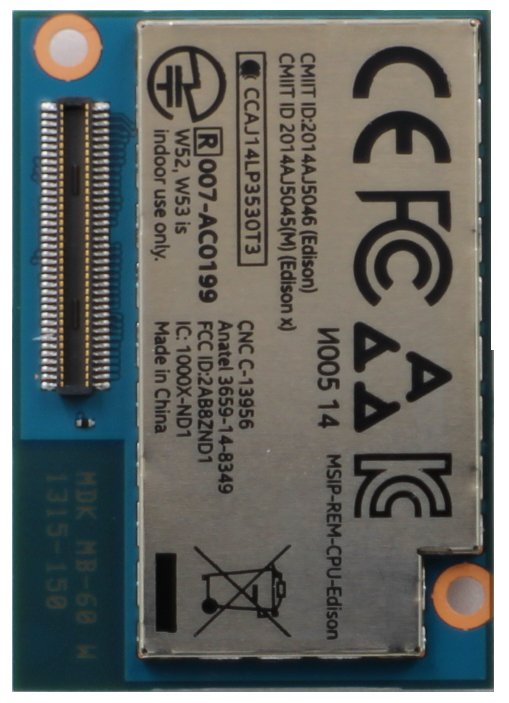 CE FC
CMIIT ID:2014AJ5046 (Edison)
CMIIT ID 2014AJ5045(M) (Edison x)
CCAJ14LP3530T3
R 007-AC0199
W52, W53 is
indoor use only.
И005 14
MSIP-REM-CPU-Edison
CNC C-13956
Anatel 3659-14-8349
FCC ID:2AB8ZND1
IC: 1000X-ND1
Made in China
MDK MB-60 W
1315-150